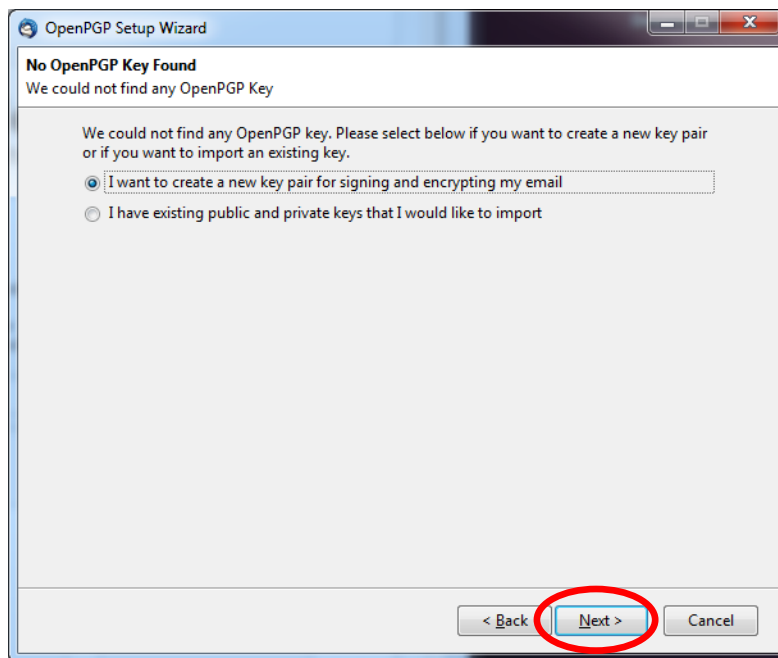 OpenPGP Setup Wizard
No OpenPGP Key Found
We could not find any OpenPGP Key
We could not find any OpenPGP key. Please select below if you want to create a new key pair
or if you want to import an existing key.
I want to create a new key pair for signing and encrypting my email
I have existing public and private keys that I would like to import
< Back Next > Cancel